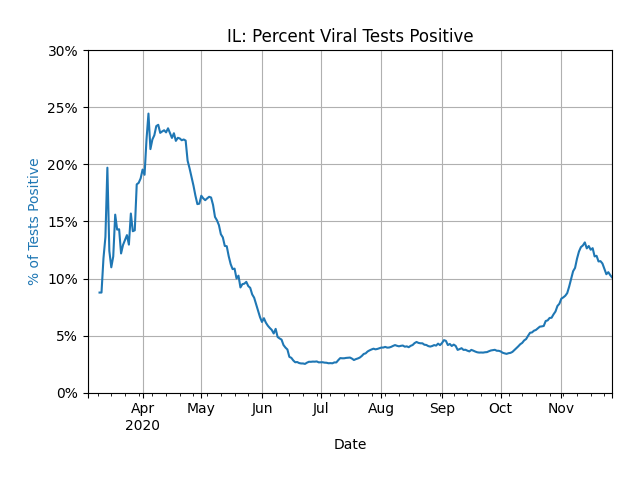 IL: Percent Viral Tests Positive
30%
25%
20%
15%
10%
5%
0%
% of Tests Positive
Apr May Jun Jul Aug Sep Oct Nov
2020
Date